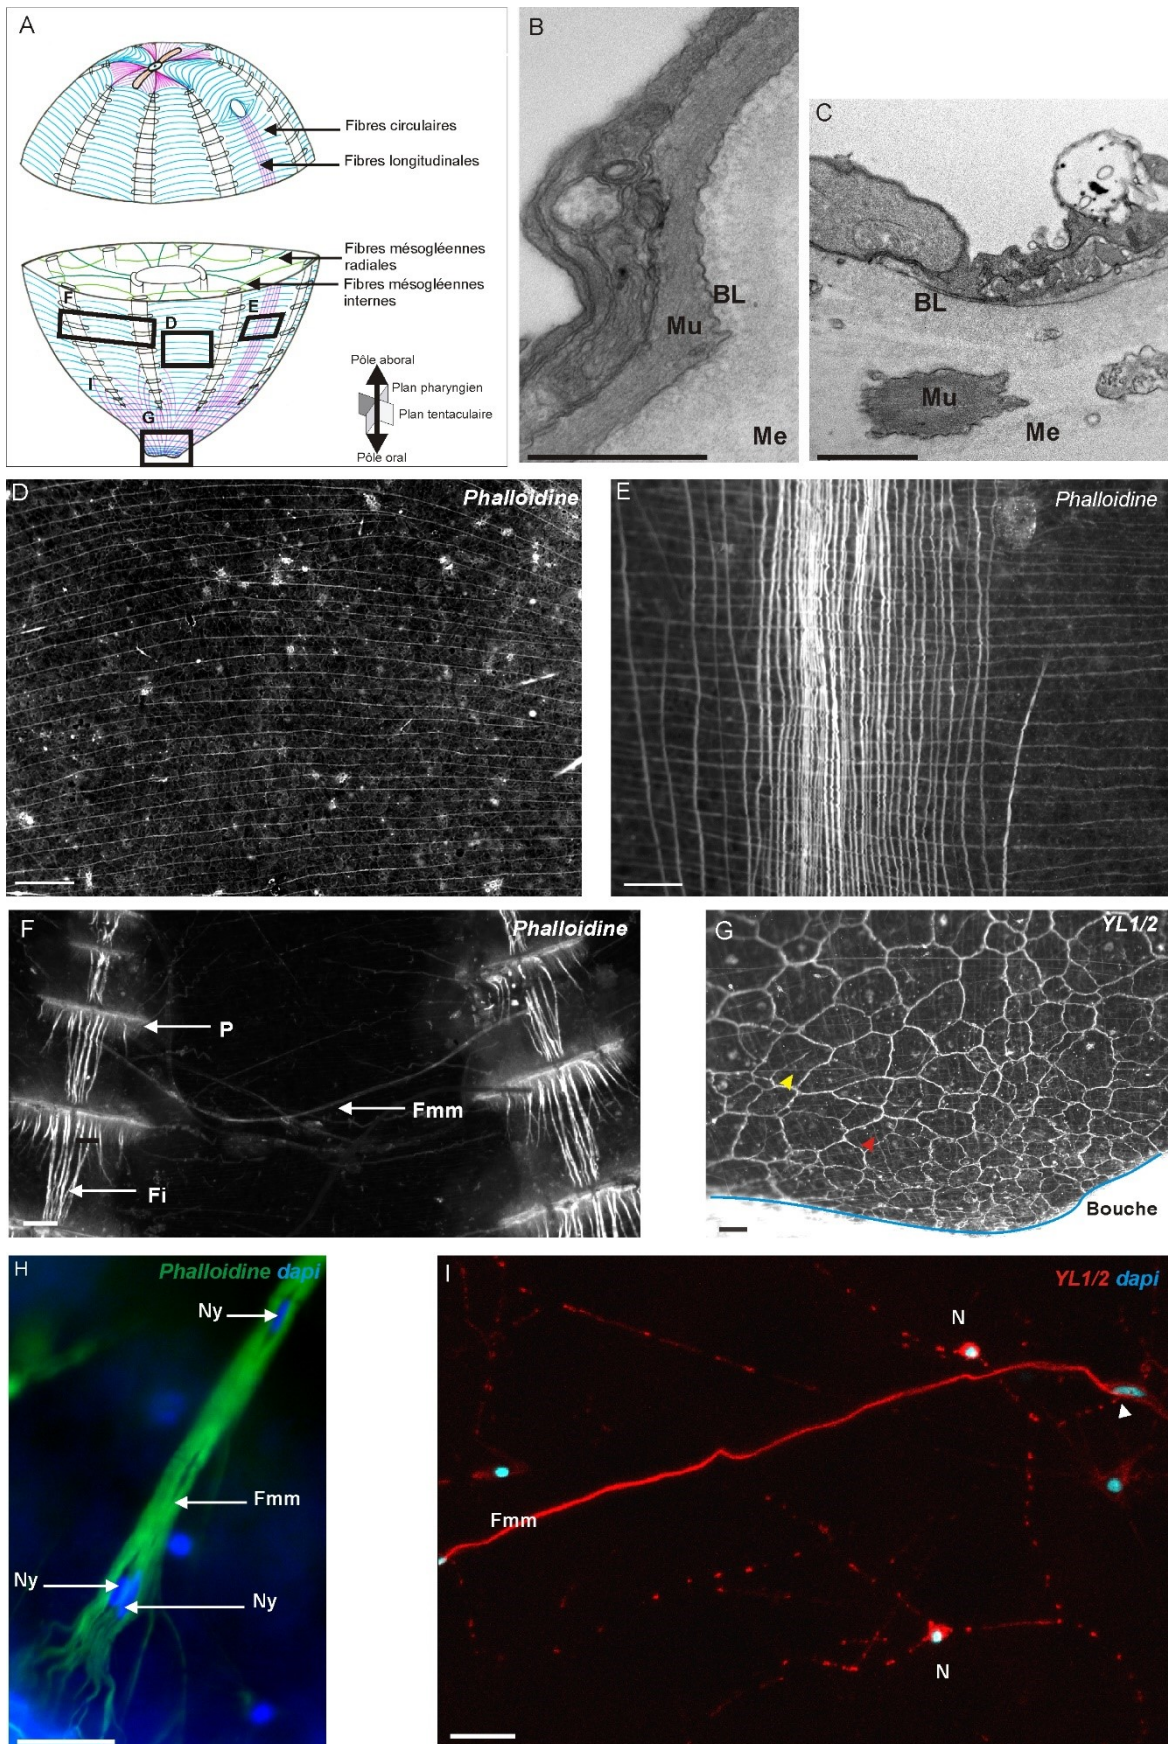 A
Fibres circulaires
Fibres longitudinales
Fibres mésogléennes
radiales
Fibres mésogléennes
internes
F
D
E
I
G
Pôle aboral
Plan pharyngien
Plan tentaculaire
Pôle oral
B
BL
Mu
Me
C
BL
Mu
Me
D
Phalloidine
E
Phalloidine
F
Phalloidine
P
Fmm
Fi
G
YL1/2
Bouche
H
Phalloidine dapi
Ny
Fmm
Ny
Ny
I
YL1/2 dapi
N
Fmm
N